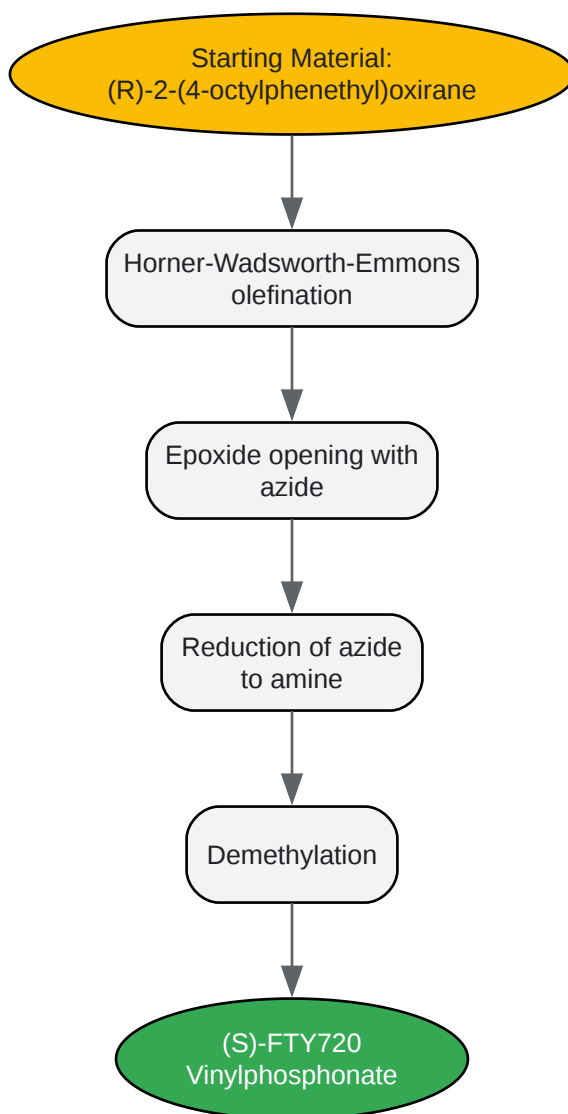 Starting Material:
(R)-2-(4-octylphenethyl)oxirane
Horner-Wadsworth-Emmons
olefination
Epoxide opening with
azide
Reduction of azide
to amine
Demethylation
(S)-FTY720
Vinylphosphonate